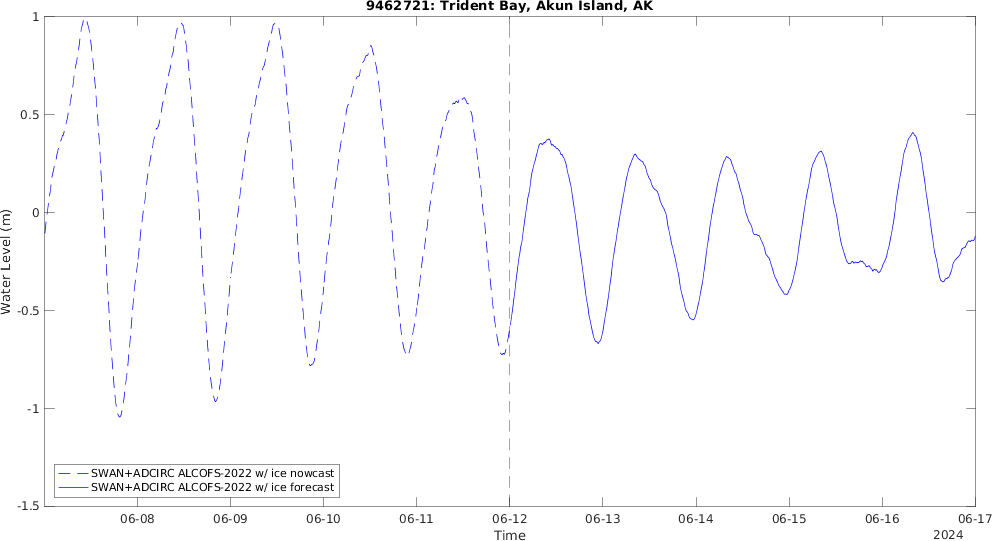 9462721: Trident Bay, Akun Island, AK
1
0.5
0
-0.5
-1
-1.5
Water Level (m)
SWAN+ADCIRC ALCOFS-2022 w/ ice nowcast
SWAN+ADCIRC ALCOFS-2022 w/ ice forecast
06-08 06-09 06-10 06-11 06-12 06-13 06-14 06-15 06-16 06-17
Time
2024